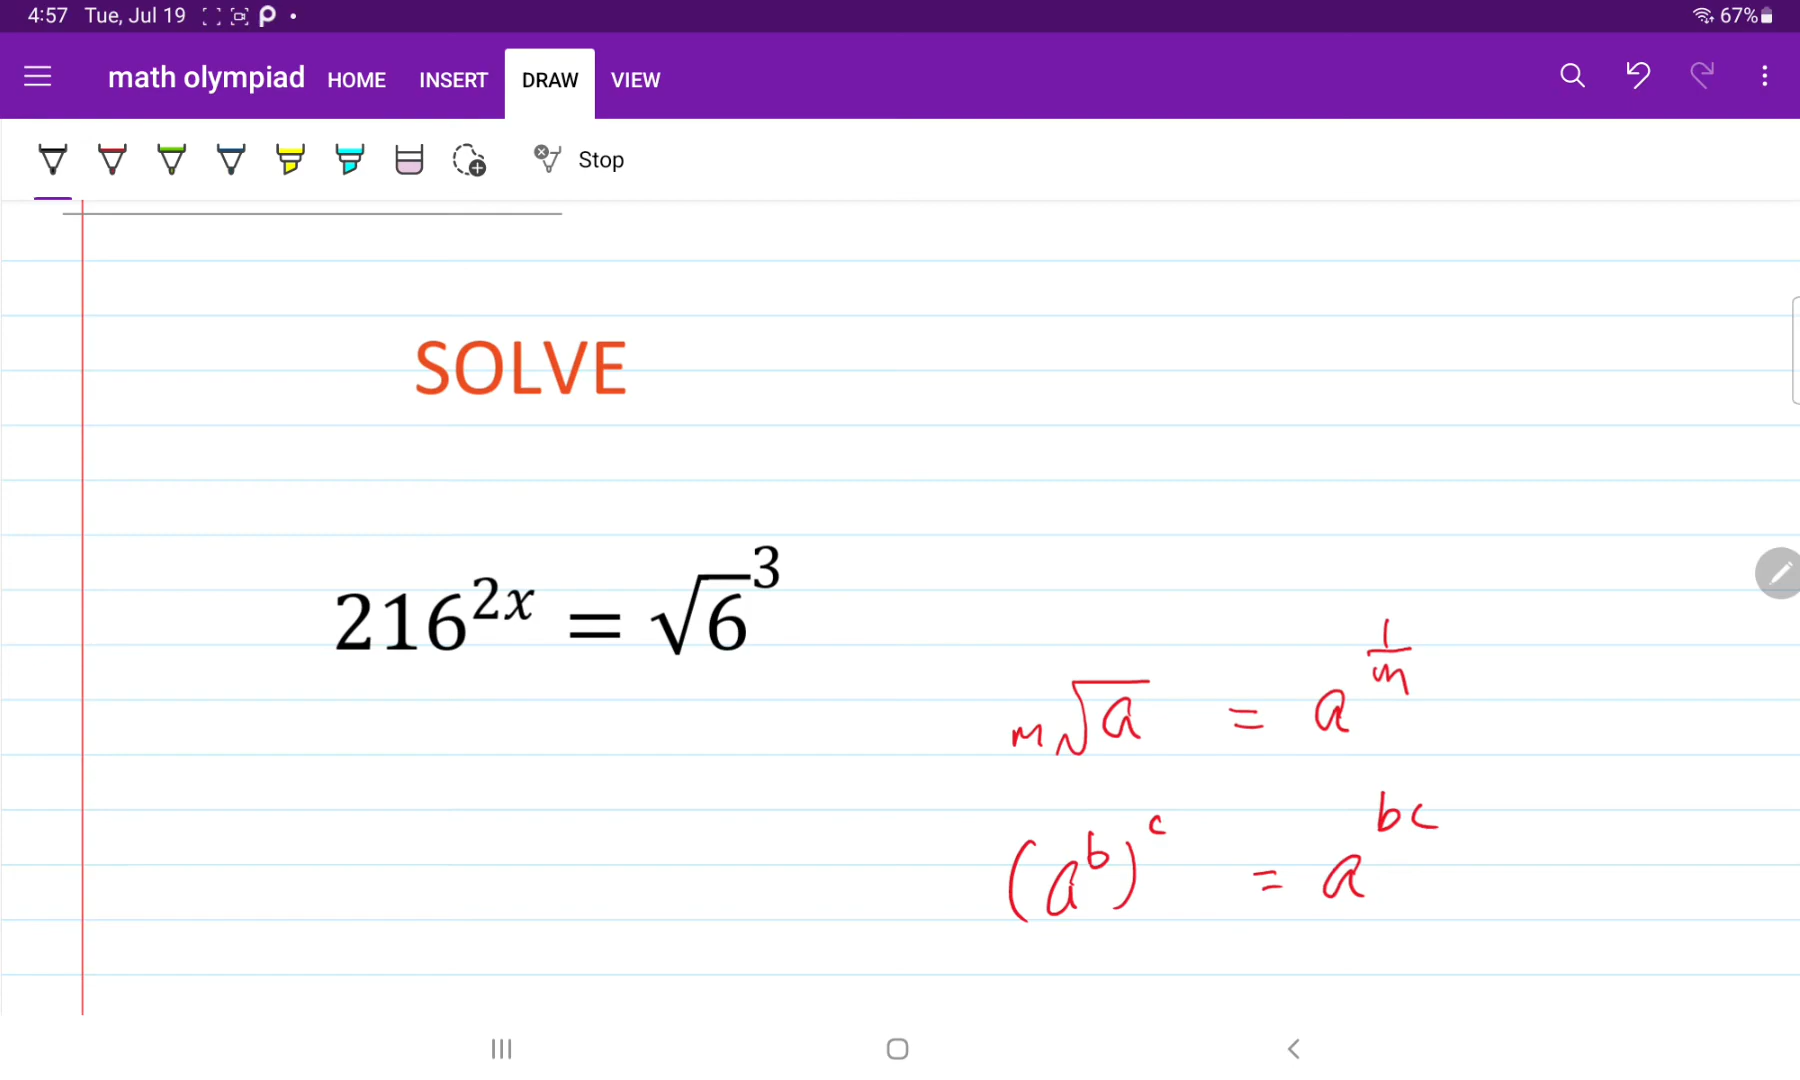 4:57 Tue, Jul 19 67%
math olympiad HOME INSERT DRAW VIEW
Stop
SOLVE
216^{2x} = √6^3
^m√a = a^{1/m}
(a^b)^c = a^{bc}